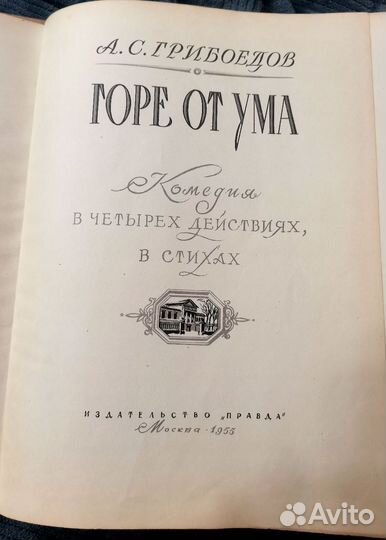 А.С.ГРИБОЕДОВ
ГОРЕ ОТ УМА
Комедия
В ЧЕТЫРЕХ ДЕЙСТВИЯХ,
В СТИХАХ
ИЗДАТЕЛЬСТВО „ПРАВДА"
Москва · 1955
Avito